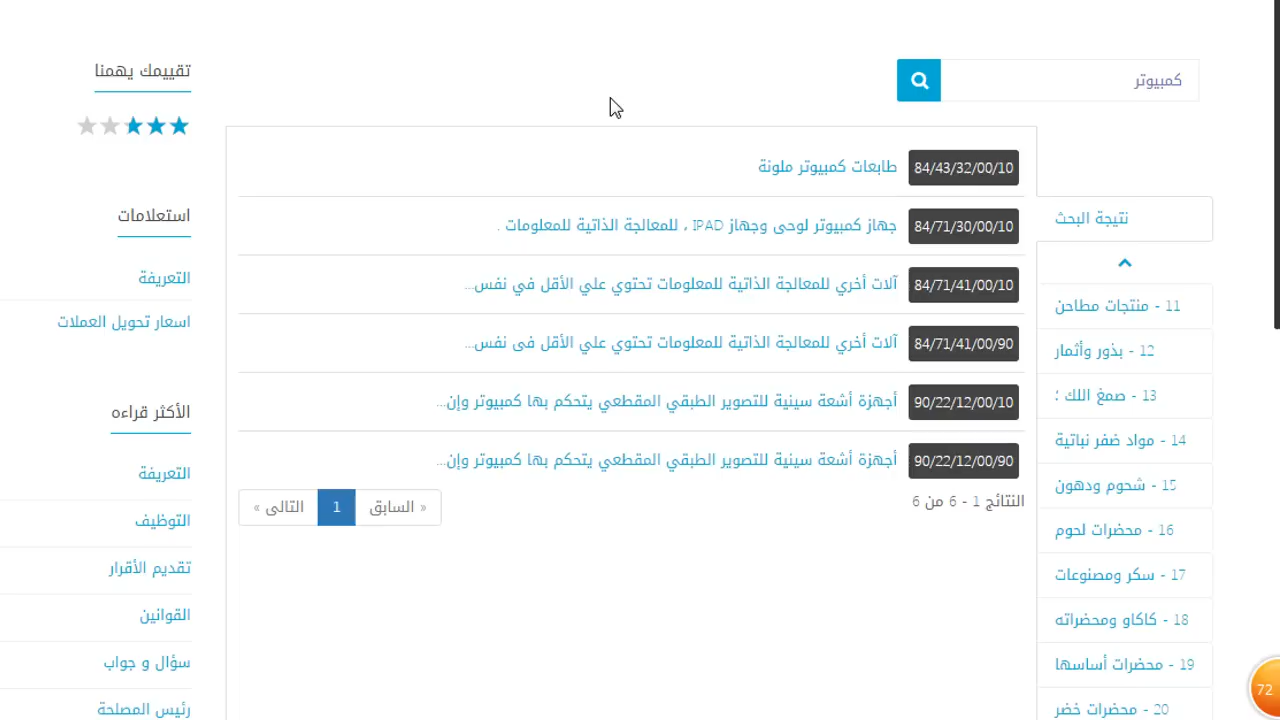 كمبيوتر
نتيجة البحث
11 - منتجات مطاحن
12 - بذور وأثمار
13 - صمغ اللك ؛
14 - مواد ضفر نباتية
15 - شحوم ودهون
16 - محضرات لحوم
17 - سكر ومصنوعات
18 - كاكاو ومحضراته
19 - محضرات أساسها
20 - محضرات خضر
84/43/32/00/10 طابعات كمبيوتر ملونة
84/71/30/00/10 جهاز كمبيوتر لوحى وجهاز IPAD ، للمعالجة الذاتية للمعلومات .
84/71/41/00/10 آلات أخري للمعالجة الذاتية للمعلومات تحتوي علي الأقل في نفس...
84/71/41/00/90 آلات أخري للمعالجة الذاتية للمعلومات تحتوي علي الأقل فى نفس...
90/22/12/00/10 أجهزة أشعة سينية للتصوير الطبقي المقطعي يتحكم بها كمبيوتر وإن...
90/22/12/00/90 أجهزة أشعة سينية للتصوير الطبقي المقطعي يتحكم بها كمبيوتر وإن...
النتائج 1 - 6 من 6
« السابق 1 التالى »
تقييمك يهمنا
استعلامات
التعريفة
اسعار تحويل العملات
الأكثر قراءه
التعريفة
التوظيف
تقديم الأقرار
القوانين
سؤال و جواب
رئيس المصلحة
72